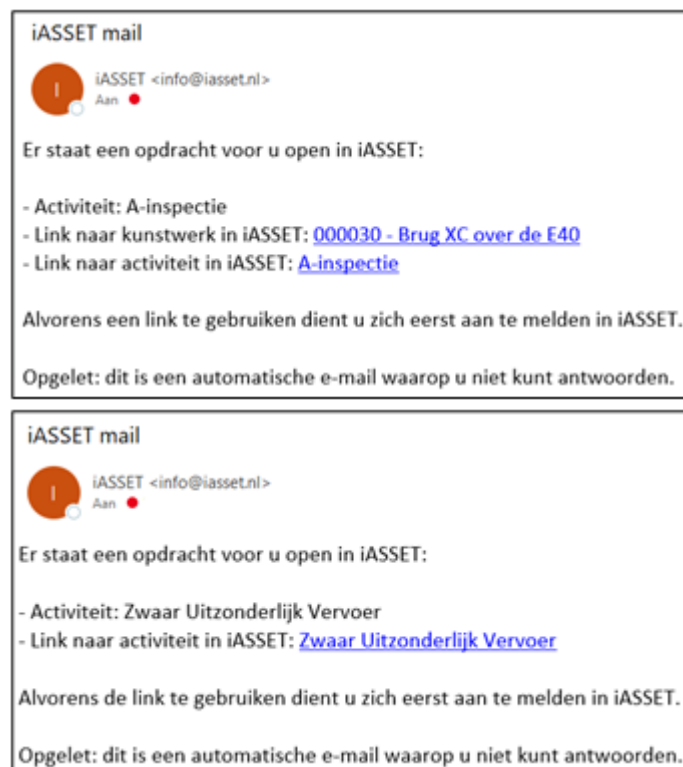 iASSET mail
I
iASSET <info@iasset.nl>
Aan
Er staat een opdracht voor u open in iASSET:
- Activiteit: A-inspectie
- Link naar kunstwerk in iASSET: 000030 - Brug XC over de E40
- Link naar activiteit in iASSET: A-inspectie
Alvorens een link te gebruiken dient u zich eerst aan te melden in iASSET.
Opgelet: dit is een automatische e-mail waarop u niet kunt antwoorden.
iASSET mail
I
iASSET <info@iasset.nl>
Aan
Er staat een opdracht voor u open in iASSET:
- Activiteit: Zwaar Uitzonderlijk Vervoer
- Link naar activiteit in iASSET: Zwaar Uitzonderlijk Vervoer
Alvorens de link te gebruiken dient u zich eerst aan te melden in iASSET.
Opgelet: dit is een automatische e-mail waarop u niet kunt antwoorden.